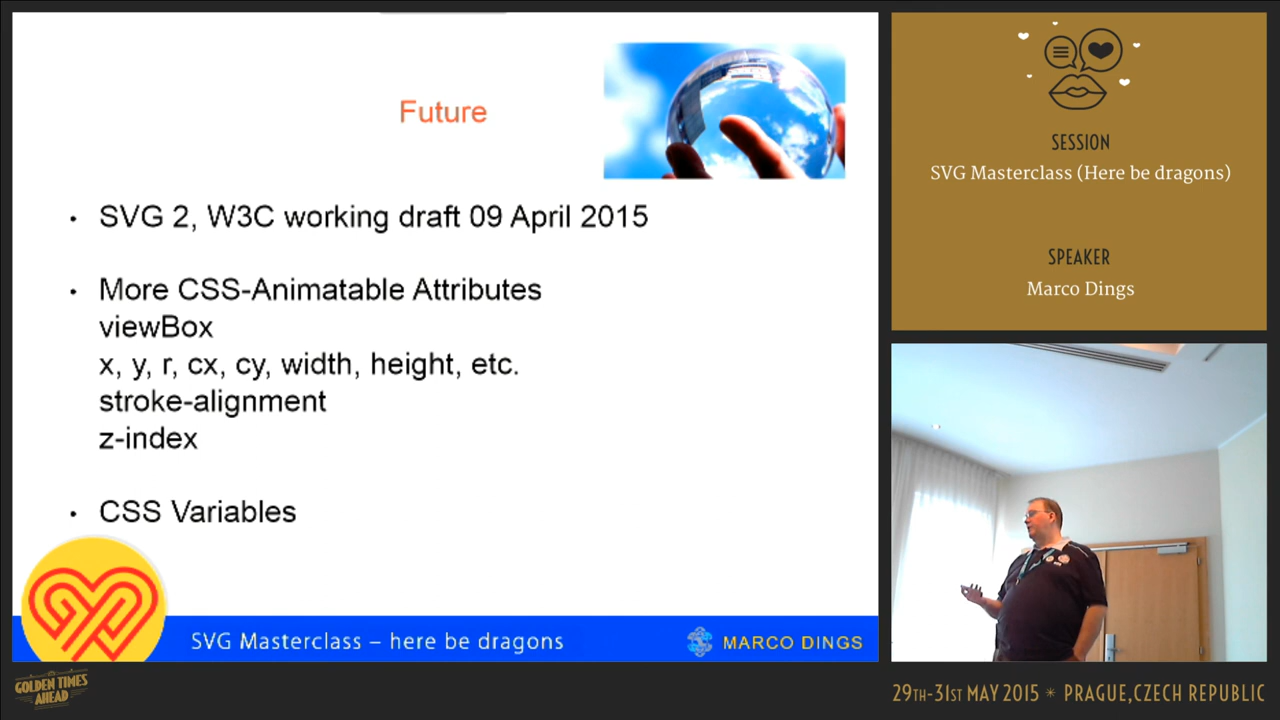 Future
• SVG 2, W3C working draft 09 April 2015
• More CSS-Animatable Attributes
viewBox
x, y, r, cx, cy, width, height, etc.
stroke-alignment
z-index
• CSS Variables
SVG Masterclass – here be dragons
MARCO DINGS
SESSION
SVG Masterclass (Here be dragons)
SPEAKER
Marco Dings
GOLDEN TIMES
AHEAD
29TH-31ST MAY 2015 * PRAGUE,CZECH REPUBLIC